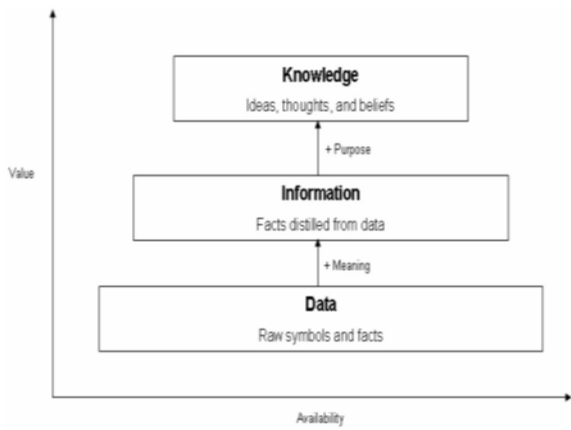 Knowledge
Ideas, thoughts, and beliefs
+ Purpose
Value
Information
Facts distilled from data
+ Meaning
Data
Raw symbols and facts
Availability